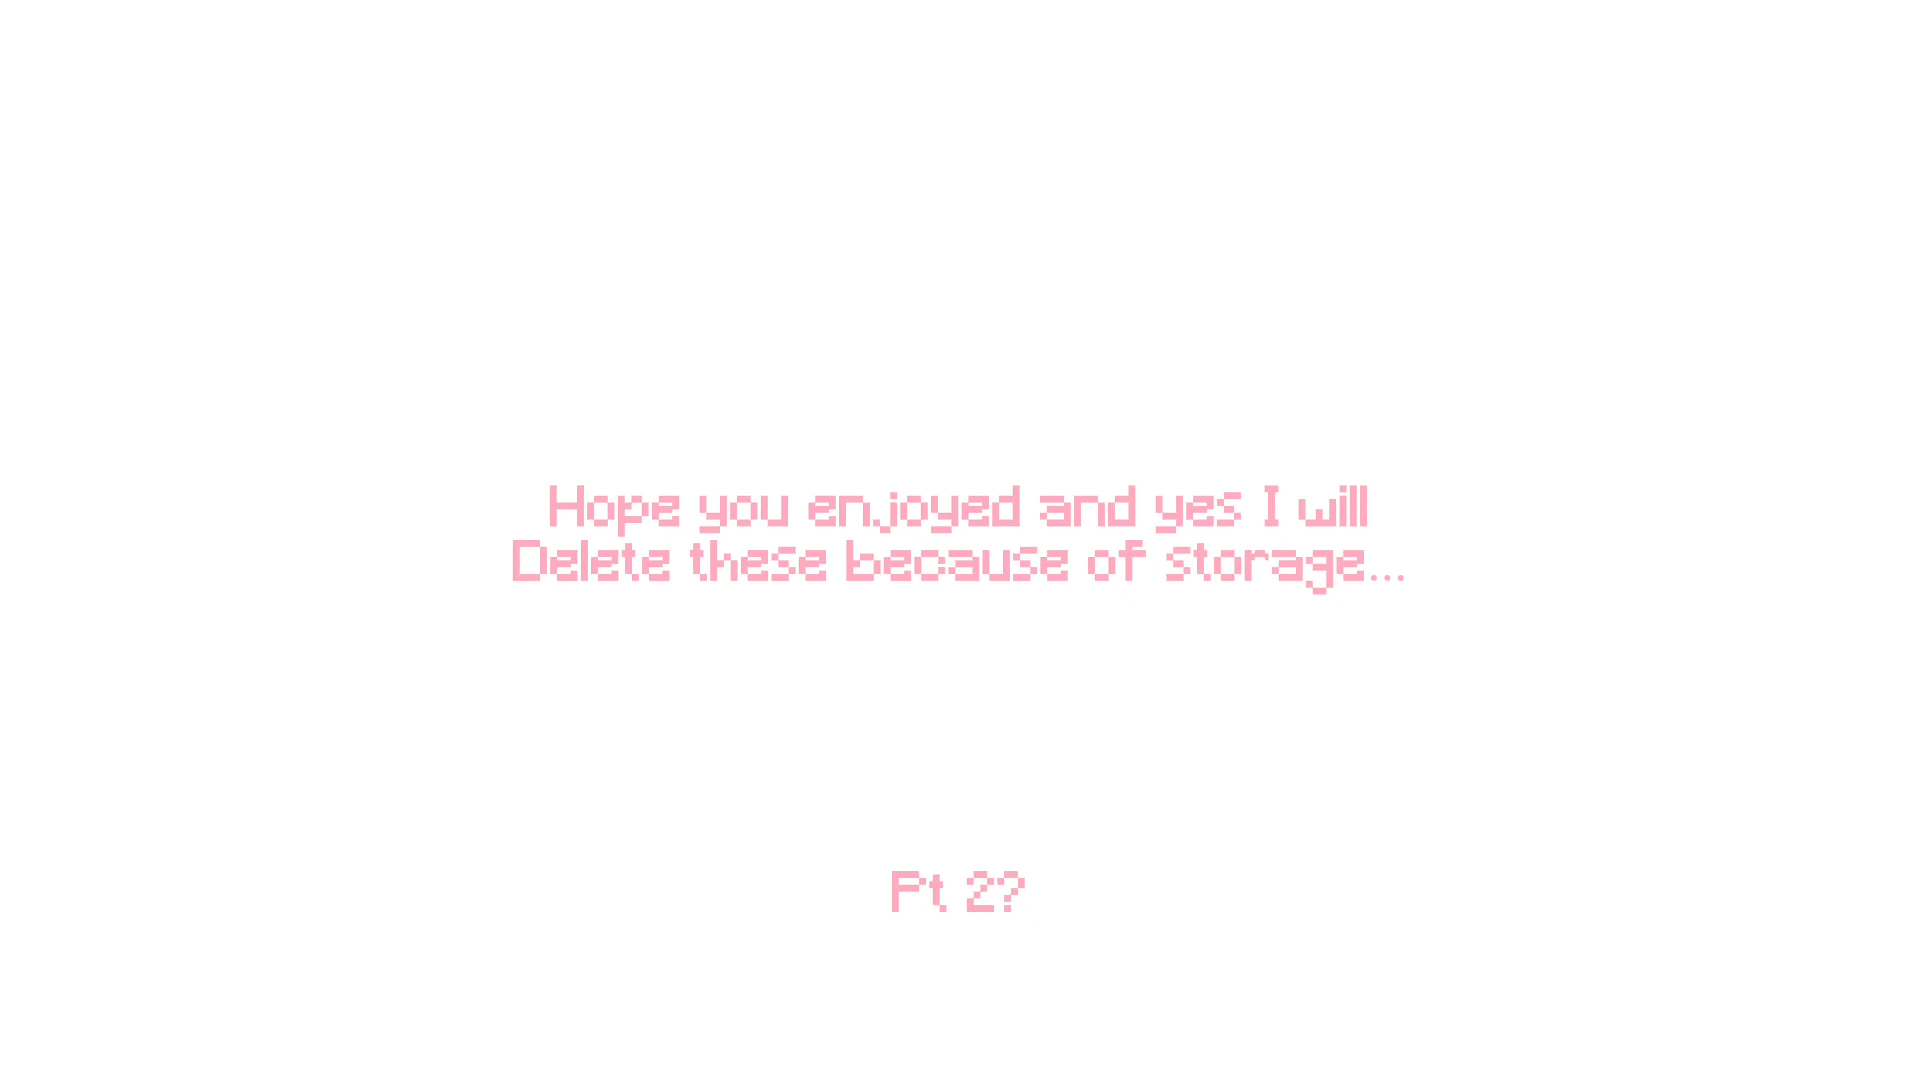 Hope you enjoyed and yes I will
Delete these because of storage...
Pt 2?